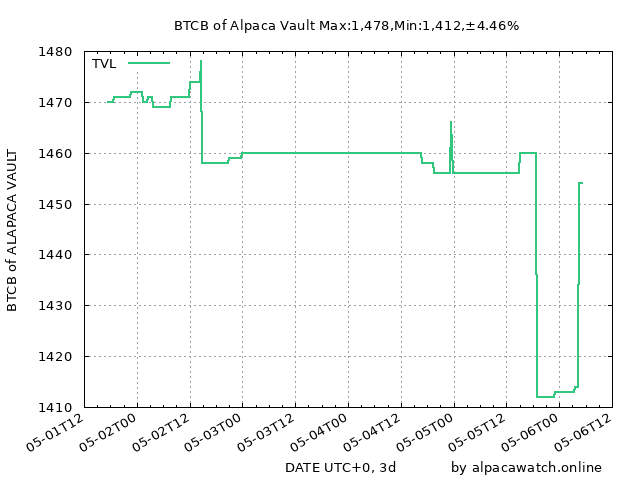 BTCB of Alpaca Vault Max:1,478,Min:1,412,±4.46%
TVL
1480
1470
1460
1450
1440
1430
1420
1410
BTCB of ALAPACA VAULT
05-01T12
05-02T00
05-02T12
05-03T00
05-03T12
05-04T00
05-04T12
05-05T00
05-05T12
05-06T00
05-06T12
DATE UTC+0, 3d
by alpacawatch.online